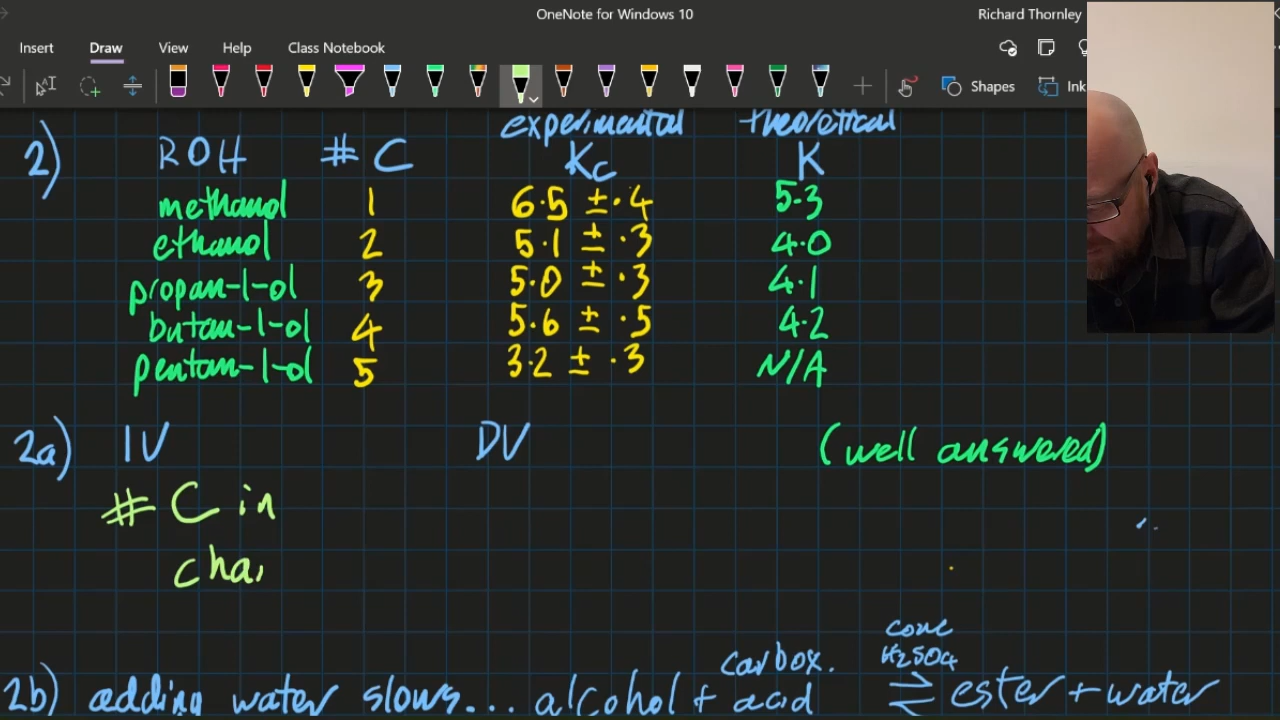 OneNote for Windows 10
Richard Thornley
Insert Draw View Help Class Notebook
Shapes Ink
experimental theoretical
2) ROH # C Kc K
methanol 1 6.5 ± .4 5.3
ethanol 2 5.1 ± .3 4.0
propan-1-ol 3 5.0 ± .3 4.1
butan-1-ol 4 5.6 ± .5 4.2
pentan-1-ol 5 3.2 ± .3 N/A
2a) IV DV (well answered)
# C in
chai
conc
carbox. H2SO4
2b) adding water slows... alcohol + acid ⇌ ester + water